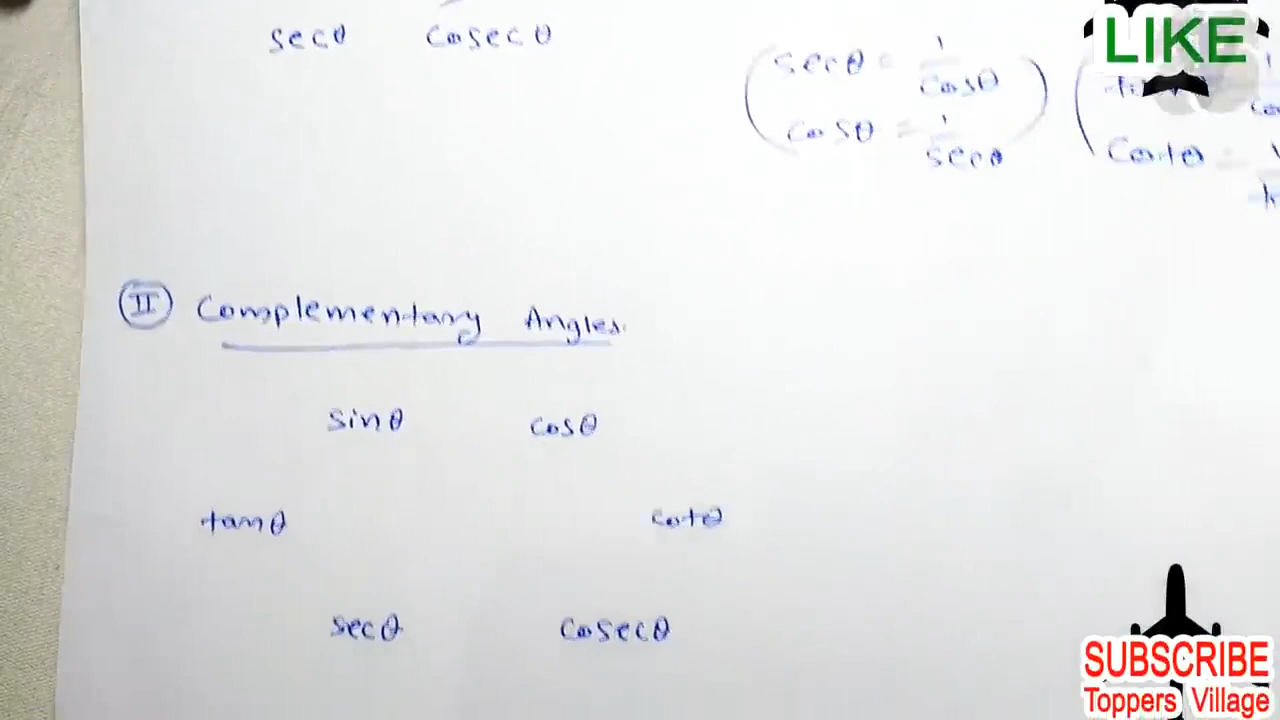 secθ cosecθ
secθ = 1/cosθ
cosθ = 1/secθ
cotθ =
LIKE
II Complementary Angles.
sinθ cosθ
tanθ cotθ
secθ cosecθ
SUBSCRIBE
Toppers Village